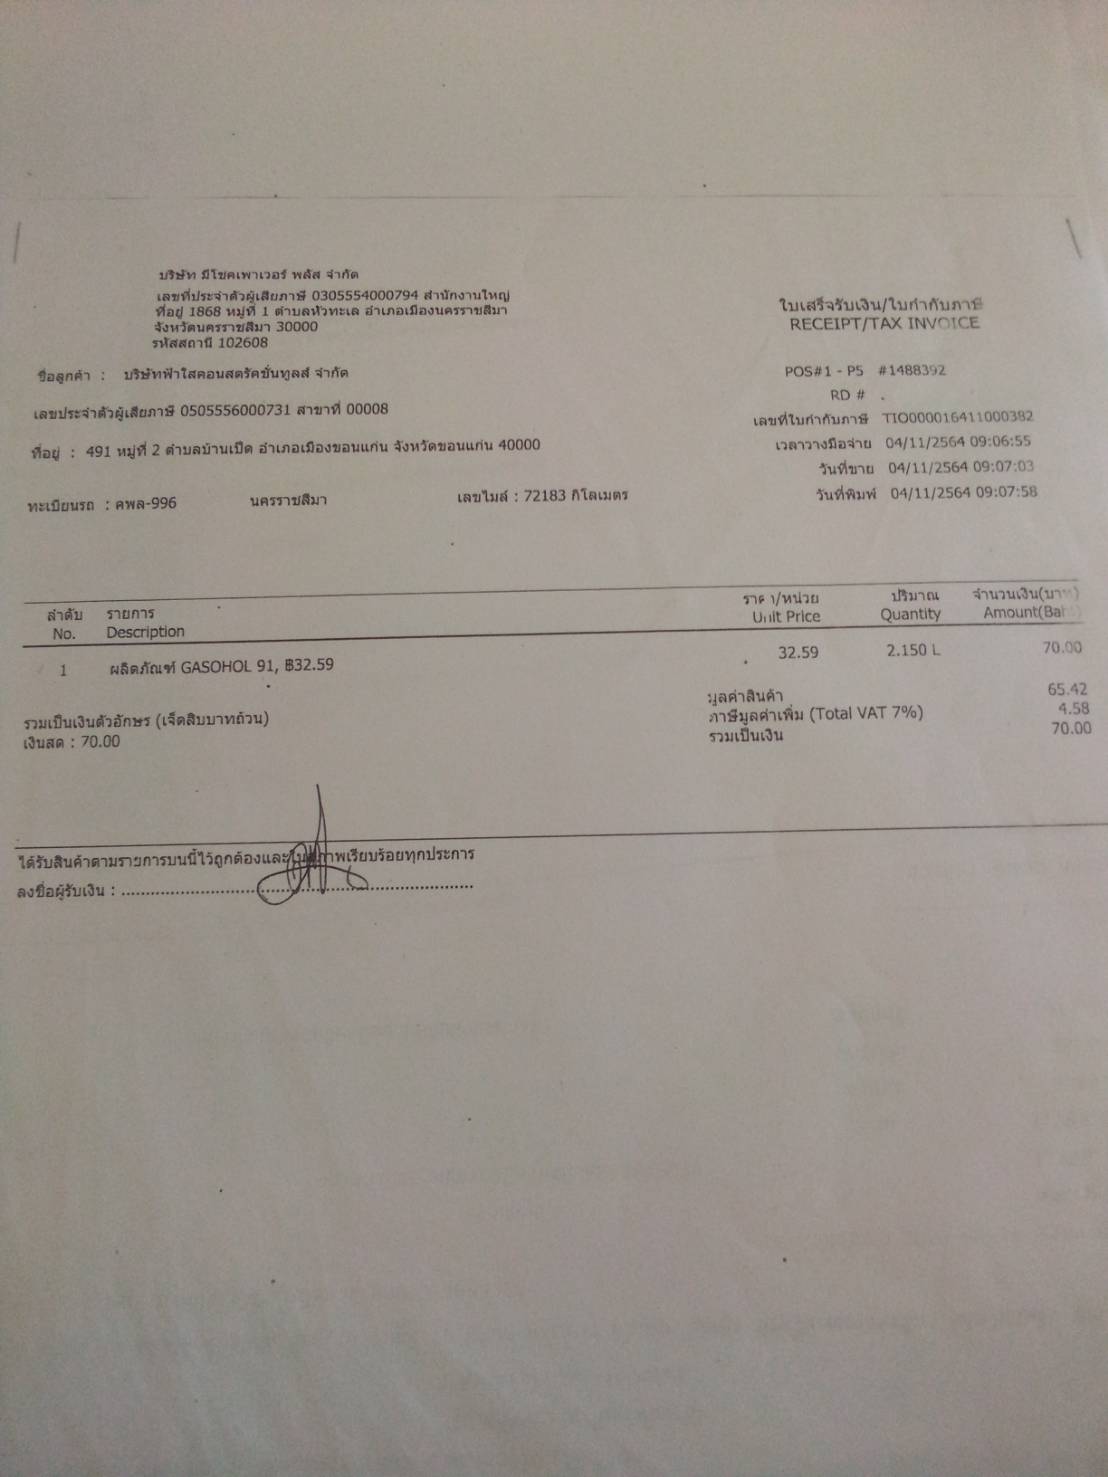 บริษัท มีโชคเพาเวอร์ พลัส จำกัด
เลขที่ประจำตัวผู้เสียภาษี 0305554000794 สำนักงานใหญ่
ที่อยู่ 1868 หมู่ที่ 1 ตำบลหัวทะเล อำเภอเมืองนครราชสีมา
จังหวัดนครราชสีมา 30000
รหัสสถานี 102608
ใบเสร็จรับเงิน/ใบกำกับภาษี
RECEIPT/TAX INVOICE
ชื่อลูกค้า : บริษัทฟ้าใสคอนสตรัคชั่นทูลส์ จำกัด
POS#1 - P5 #1488392
RD # .
เลขประจำตัวผู้เสียภาษี 0505556000731 สาขาที่ 00008
เลขที่ใบกำกับภาษี TIO000016411000382
ที่อยู่ : 491 หมู่ที่ 2 ตำบลบ้านเป็ด อำเภอเมืองขอนแก่น จังหวัดขอนแก่น 40000
เวลาวางมือจ่าย 04/11/2564 09:06:55
วันที่ขาย 04/11/2564 09:07:03
ทะเบียนรถ : คพล-996 นครราชสีมา เลขไมล์ : 72183 กิโลเมตร
วันที่พิมพ์ 04/11/2564 09:07:58
ลำดับ รายการ ราคา/หน่วย ปริมาณ จำนวนเงิน(บาท)
No. Description Unit Price Quantity Amount(Baht)
1 ผลิตภัณฑ์ GASOHOL 91, ฿32.59 32.59 2.150 L 70.00
มูลค่าสินค้า 65.42
รวมเป็นเงินตัวอักษร (เจ็ดสิบบาทถ้วน) ภาษีมูลค่าเพิ่ม (Total VAT 7%) 4.58
เงินสด : 70.00 รวมเป็นเงิน 70.00
ได้รับสินค้าตามรายการบนนี้ไว้ถูกต้องและในสภาพเรียบร้อยทุกประการ
ลงชื่อผู้รับเงิน :